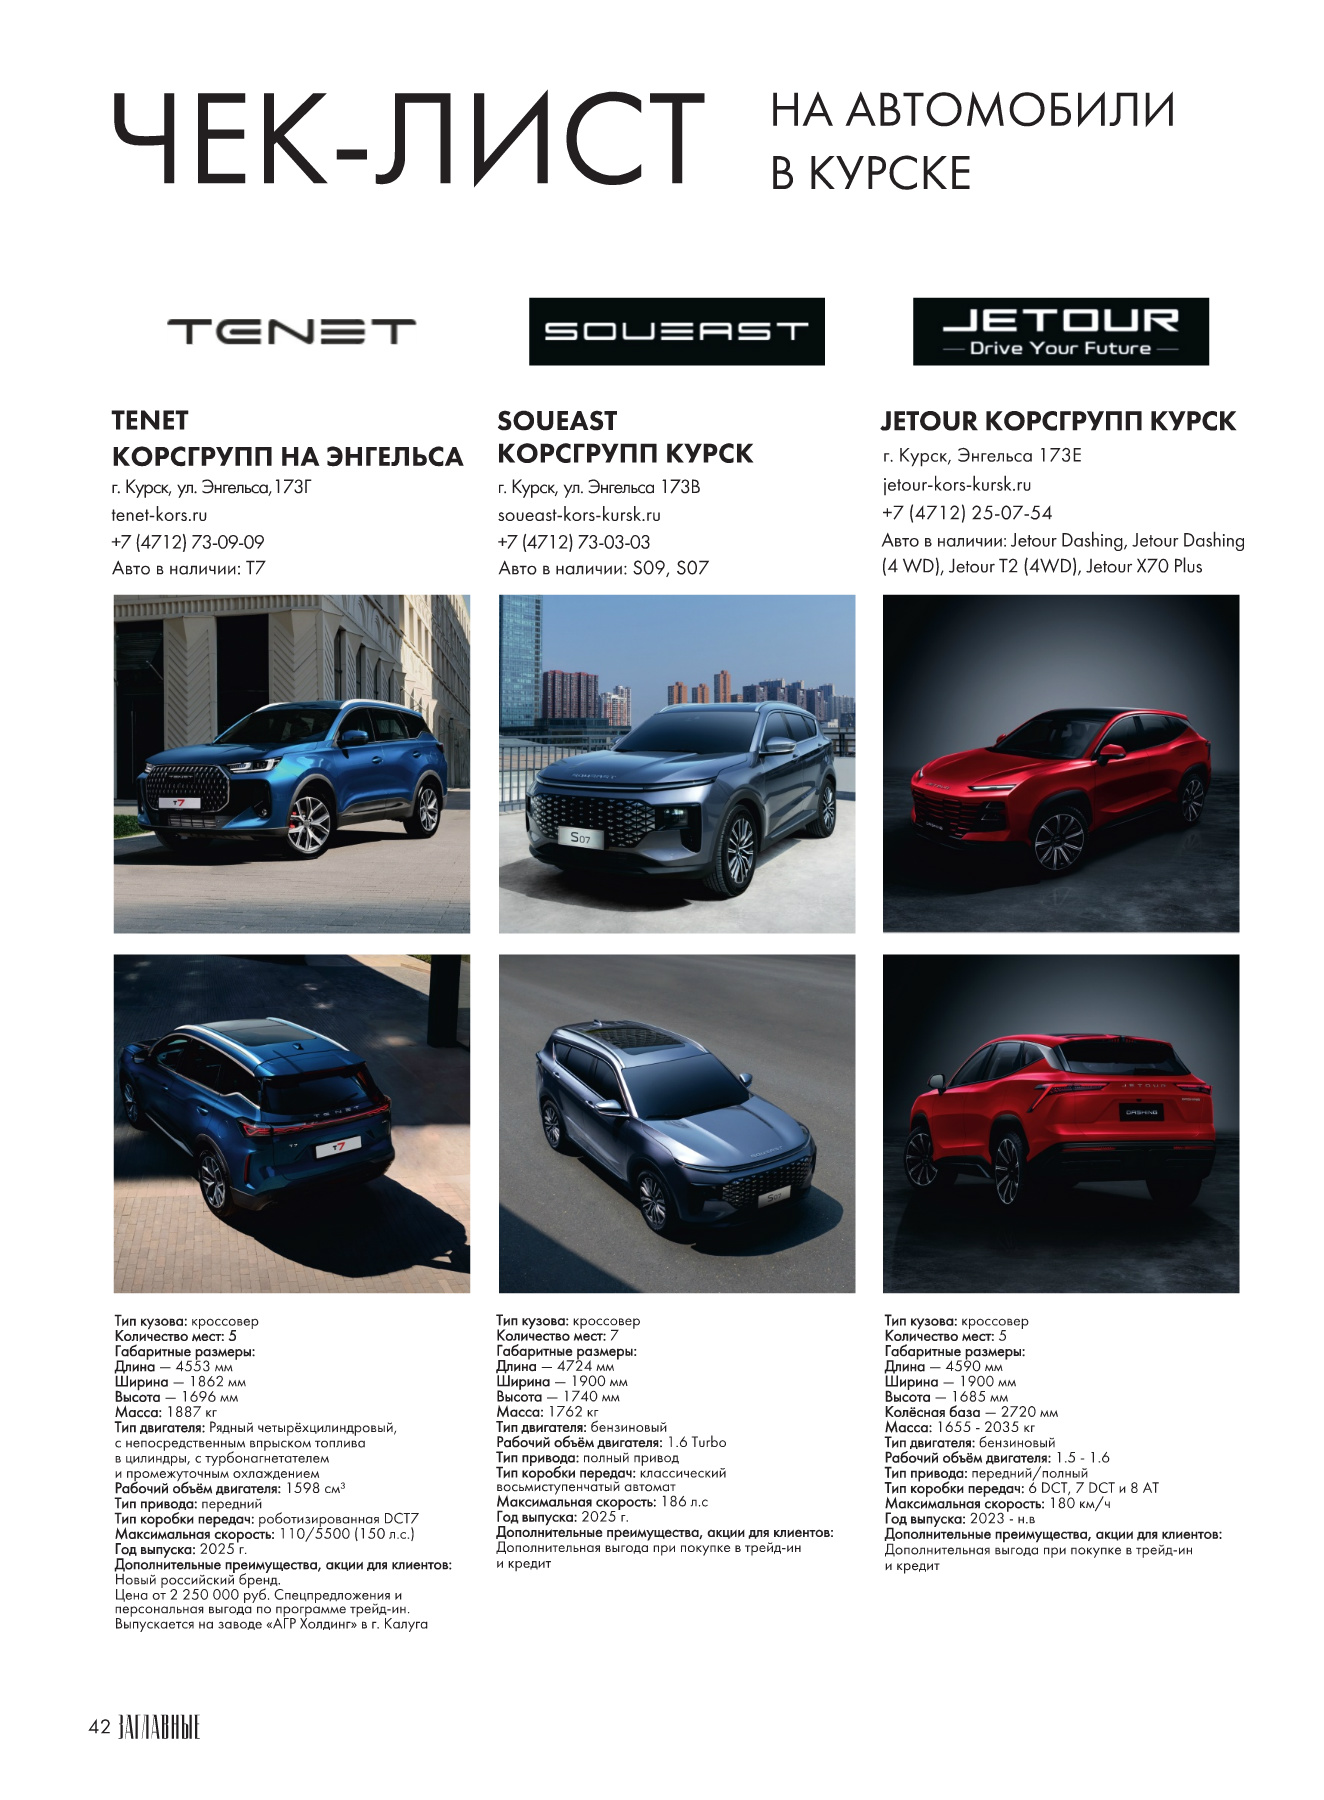 ЧЕК-ЛИСТ
НА АВТОМОБИЛИ
В КУРСКЕ
TENET
TENET
КОРСГРУПП НА ЭНГЕЛЬСА
г. Курск, ул. Энгельса,173Г
tenet-kors.ru
+7 (4712) 73-09-09
Авто в наличии: T7
TENET
T7
TENET
T7
T7
Тип кузова: кроссовер
Количество мест: 5
Габаритные размеры:
Длина — 4553 мм
Ширина — 1862 мм
Высота — 1696 мм
Масса: 1887 кг
Тип двигателя: Рядный четырёхцилиндровый,
с непосредственным впрыском топлива
в цилиндры, с турбонагнетателем
и промежуточным охлаждением
Рабочий объём двигателя: 1598 см³
Тип привода: передний
Тип коробки передач: роботизированная DCT7
Максимальная скорость: 110/5500 (150 л.с.)
Год выпуска: 2025 г.
Дополнительные преимущества, акции для клиентов:
Новый российский бренд.
Цена от 2 250 000 руб. Спецпредложения и
персональная выгода по программе трейд-ин.
Выпускается на заводе «АГР Холдинг» в г. Калуга
SOUEAST
SOUEAST
КОРСГРУПП КУРСК
г. Курск, ул. Энгельса 173В
soueast-kors-kursk.ru
+7 (4712) 73-03-03
Авто в наличии: S09, S07
SOUEAST
S07
SOUEAST
S07
Тип кузова: кроссовер
Количество мест: 7
Габаритные размеры:
Длина — 4724 мм
Ширина — 1900 мм
Высота — 1740 мм
Масса: 1762 кг
Тип двигателя: бензиновый
Рабочий объём двигателя: 1.6 Turbo
Тип привода: полный привод
Тип коробки передач: классический
восьмиступенчатый автомат
Максимальная скорость: 186 л.с
Год выпуска: 2025 г.
Дополнительные преимущества, акции для клиентов:
Дополнительная выгода при покупке в трейд-ин
и кредит
JETOUR
— Drive Your Future —
JETOUR КОРСГРУПП КУРСК
г. Курск, Энгельса 173Е
jetour-kors-kursk.ru
+7 (4712) 25-07-54
Авто в наличии: Jetour Dashing, Jetour Dashing
(4 WD), Jetour T2 (4WD), Jetour X70 Plus
DASHING
JETOUR
DASHING
Тип кузова: кроссовер
Количество мест: 5
Габаритные размеры:
Длина — 4590 мм
Ширина — 1900 мм
Высота — 1685 мм
Колёсная база — 2720 мм
Масса: 1655 - 2035 кг
Тип двигателя: бензиновый
Рабочий объём двигателя: 1.5 - 1.6
Тип привода: передний/полный
Тип коробки передач: 6 DCT, 7 DCT и 8 AT
Максимальная скорость: 180 км/ч
Год выпуска: 2023 - н.в
Дополнительные преимущества, акции для клиентов:
Дополнительная выгода при покупке в трейд-ин
и кредит
42 ЗАГЛАВНЫЕ